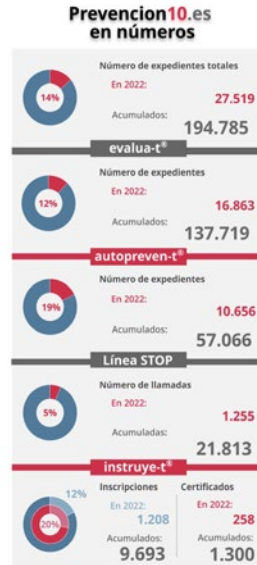 Prevencion10.es
en números
Número de expedientes totales
14%
En 2022:
27.519
Acumulados:
194.785
evalua-t®
Número de expedientes
12%
En 2022:
16.863
Acumulados:
137.719
autopreven-t®
Número de expedientes
19%
En 2022:
10.656
Acumulados:
57.066
Línea STOP
Número de llamadas
5%
En 2022:
1.255
Acumuladas:
21.813
instruye-t®
12%
20%
Inscripciones
En 2022:
1.208
Acumulados:
9.693
Certificados
En 2022:
258
Acumulados:
1.300